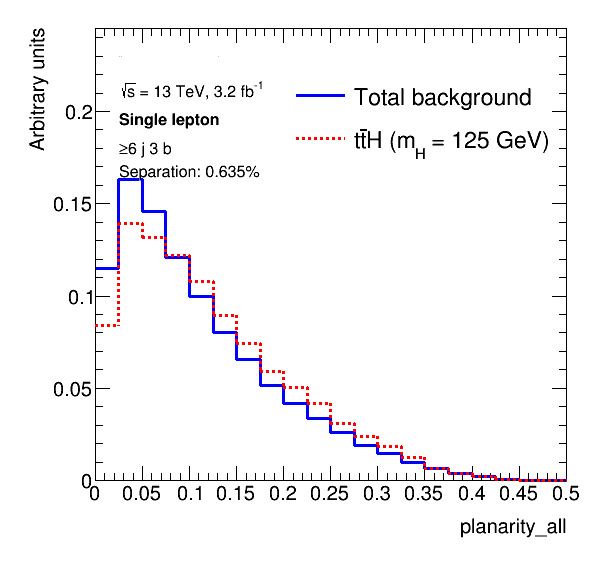 Arbitrary units
√s = 13 TeV, 3.2 fb⁻¹
Single lepton
≥6 j 3 b
Separation: 0.635%
Total background
tt̄H (m_H = 125 GeV)
0.2
0.15
0.1
0.05
0
0 0.05 0.1 0.15 0.2 0.25 0.3 0.35 0.4 0.45 0.5
planarity_all